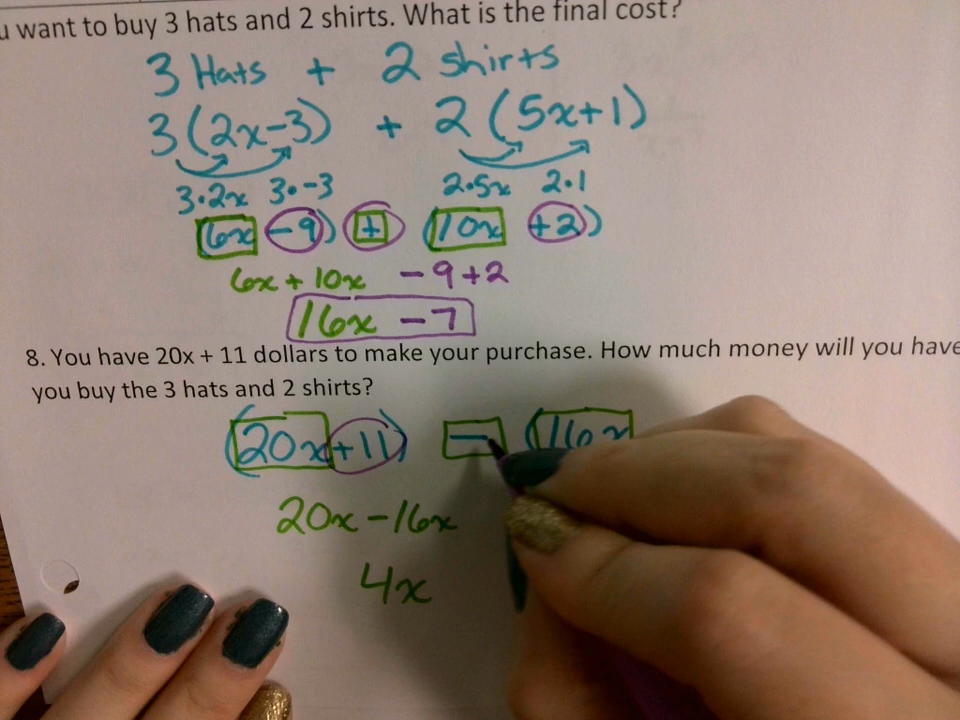 u want to buy 3 hats and 2 shirts. What is the final cost?
3 Hats + 2 shirts
3(2x-3) + 2(5x+1)
3•2x 3•-3 2•5x 2•1
(6x -9) + (10x +2)
6x + 10x -9+2
16x -7
8. You have 20x + 11 dollars to make your purchase. How much money will you have
you buy the 3 hats and 2 shirts?
(20x+11) - (16x
20x -16x
4x